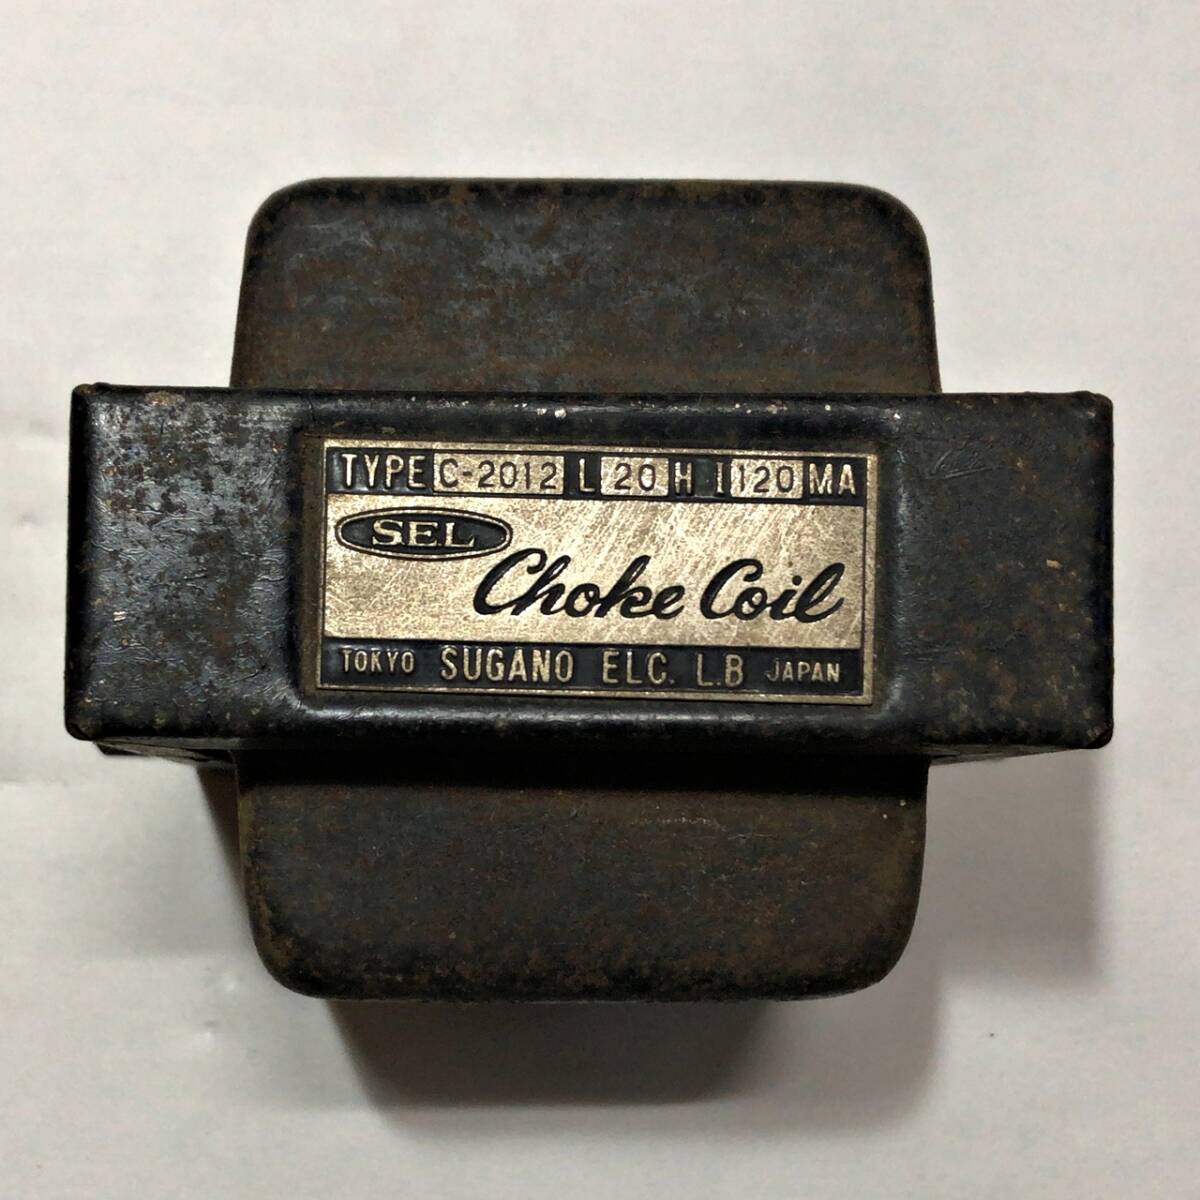 TYPE C-2012 L 20 H I 120 MA
SEL
Choke Coil
TOKYO SUGANO ELC. L.B JAPAN